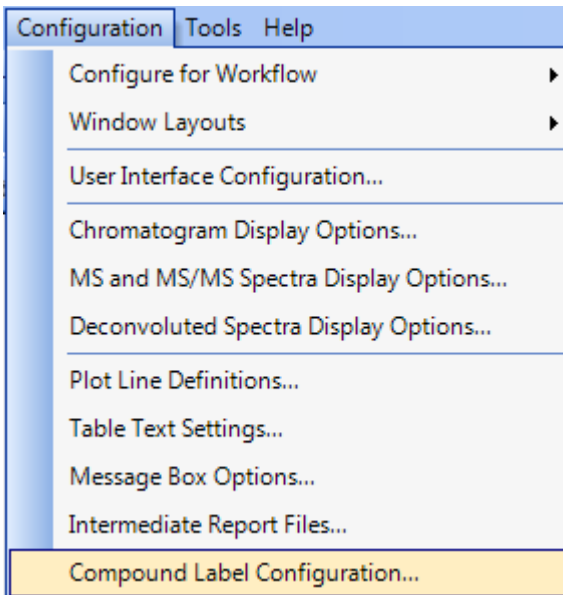 Configuration Tools Help
Configure for Workflow
Window Layouts
User Interface Configuration...
Chromatogram Display Options...
MS and MS/MS Spectra Display Options...
Deconvoluted Spectra Display Options...
Plot Line Definitions...
Table Text Settings...
Message Box Options...
Intermediate Report Files...
Compound Label Configuration...